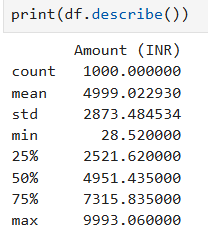 print(df.describe())
Amount (INR)
count 1000.000000
mean 4999.022930
std 2873.484534
min 28.520000
25% 2521.620000
50% 4951.435000
75% 7315.835000
max 9993.060000